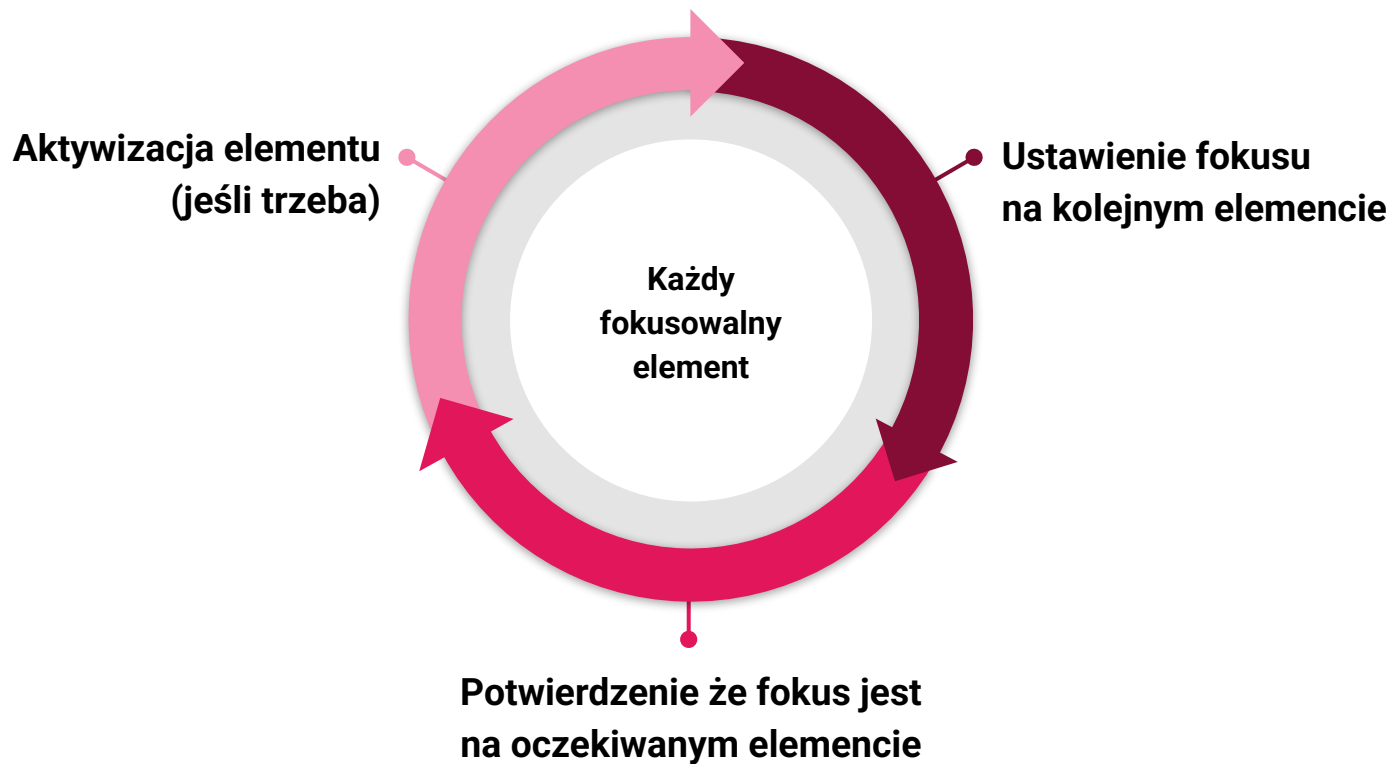 Aktywizacja elementu
(jeśli trzeba)
Ustawienie fokusu
na kolejnym elemencie
Każdy
fokusowalny
element
Potwierdzenie że fokus jest
na oczekiwanym elemencie